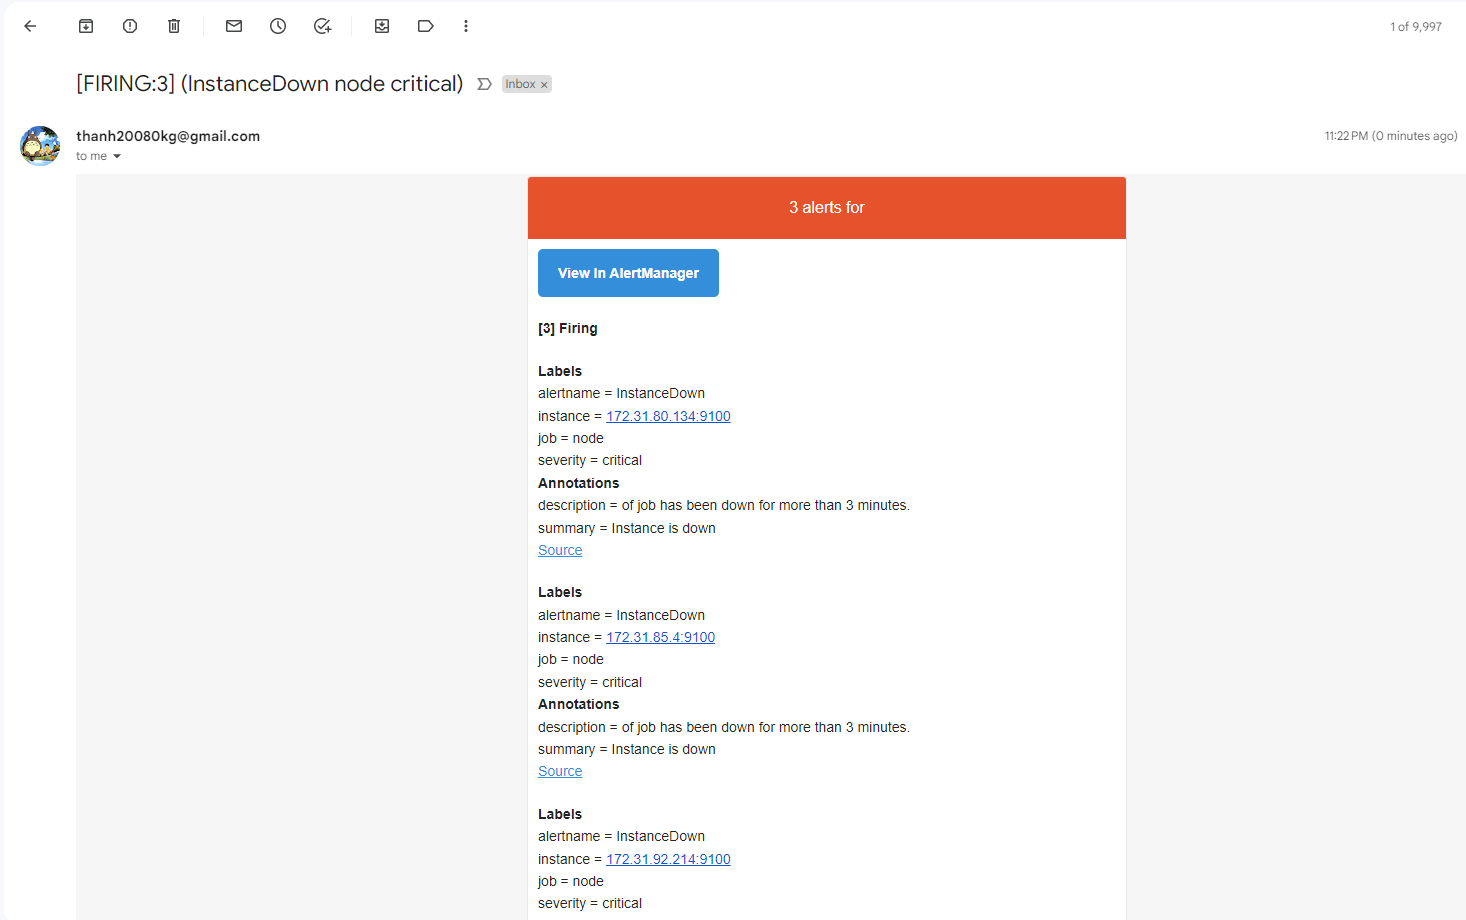 1 of 9,997
[FIRING:3] (InstanceDown node critical) Inbox ×
thanh20080kg@gmail.com 11:22 PM (0 minutes ago)
to me
3 alerts for
View In AlertManager
[3] Firing
Labels
alertname = InstanceDown
instance = 172.31.80.134:9100
job = node
severity = critical
Annotations
description = of job has been down for more than 3 minutes.
summary = Instance is down
Source
Labels
alertname = InstanceDown
instance = 172.31.85.4:9100
job = node
severity = critical
Annotations
description = of job has been down for more than 3 minutes.
summary = Instance is down
Source
Labels
alertname = InstanceDown
instance = 172.31.92.214:9100
job = node
severity = critical